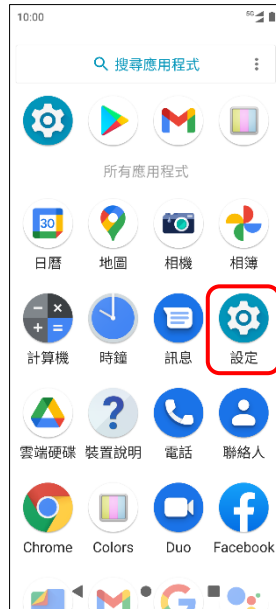 10:00
5G
搜尋應用程式
所有應用程式
30
日曆 地圖 相機 相簿
計算機 時鐘 訊息 設定
雲端硬碟 裝置說明 電話 聯絡人
Chrome Colors Duo Facebook